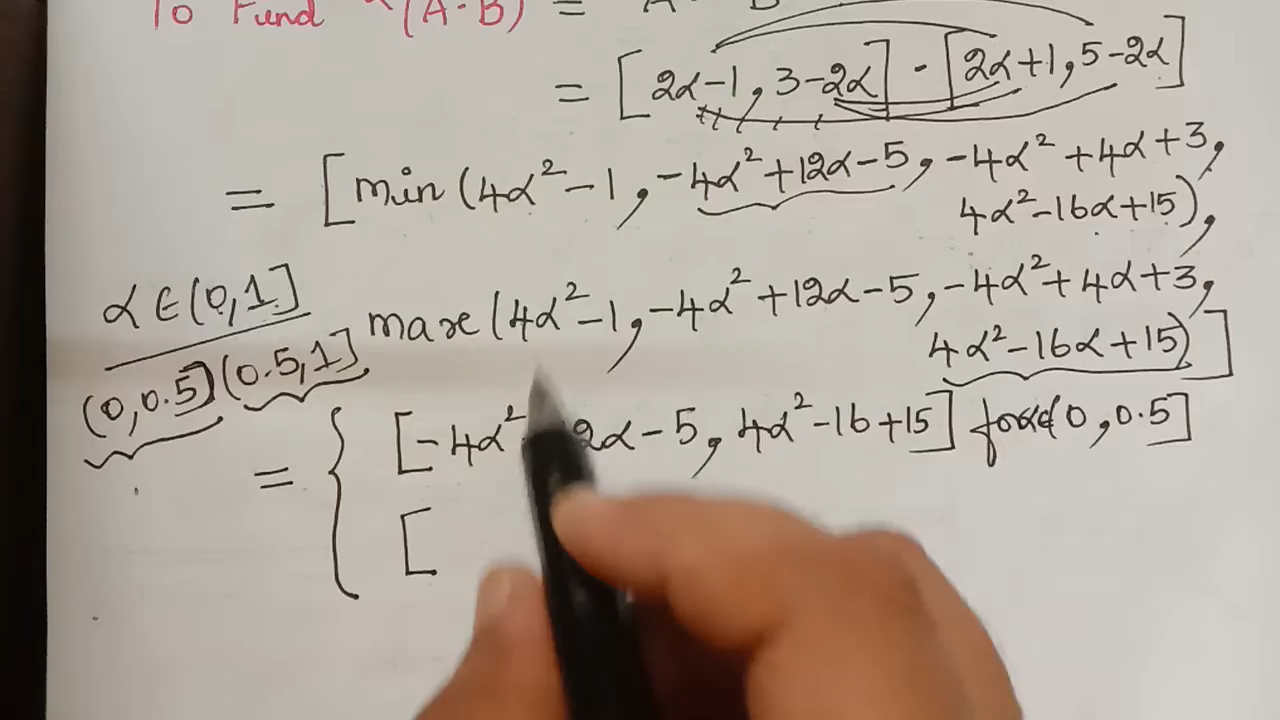 To Find α(A·B) = A · B
= [2α-1, 3-2α] · [2α+1, 5-2α]
= [min (4α²-1, -4α²+12α-5, -4α²+4α+3,
4α²-16α+15),
α∈(0,1]
max (4α²-1, -4α²+12α-5, -4α²+4α+3,
4α²-16α+15)]
(0,0.5] (0.5,1]
= { [-4α² 2α-5, 4α²-16+15] for α(0,0.5]
[